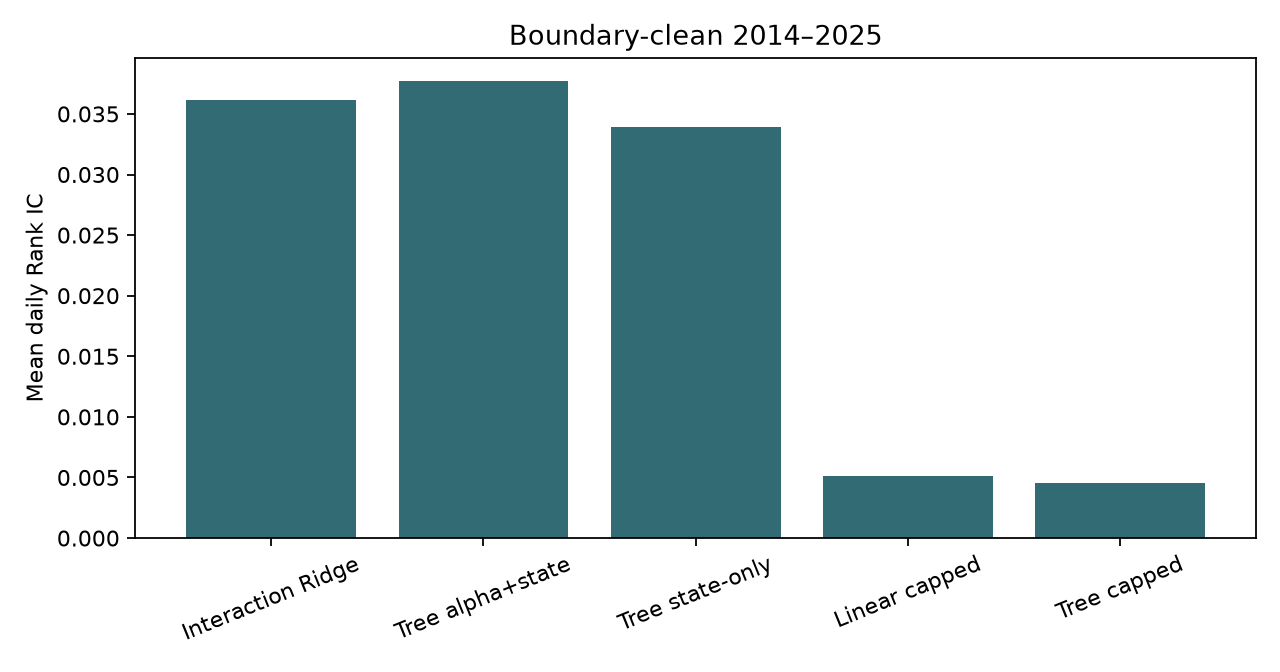 Boundary-clean 2014–2025
Mean daily Rank IC
0.035
0.030
0.025
0.020
0.015
0.010
0.005
0.000
Interaction Ridge
Tree alpha+state
Tree state-only
Linear capped
Tree capped